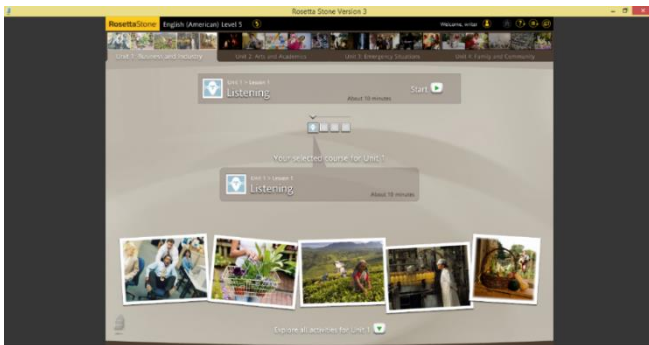 Rosetta Stone Version 3
RosettaStone English (American) Level 5
Welcome, writer
Unit 1: Business and Industry Unit 2: Arts and Academics Unit 3: Emergency Situations Unit 4: Family and Community
Unit 1 > Lesson 1
Listening
Start
About 10 minutes
Your selected course for Unit:1
Unit 1 > Lesson 1
Listening
About 10 minutes
Explore all activities for Unit:1